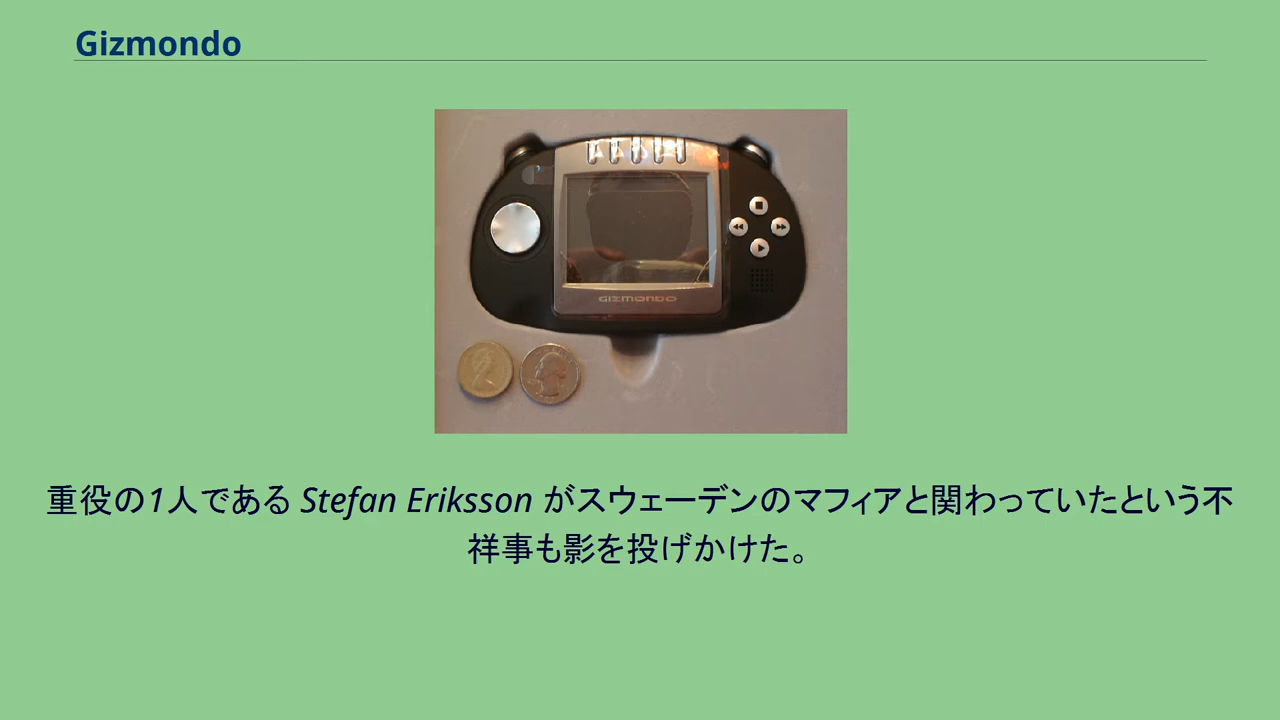 Gizmondo
GIZMONDO
重役の1人である Stefan Eriksson がスウェーデンのマフィアと関わっていたという不
祥事も影を投げかけた。